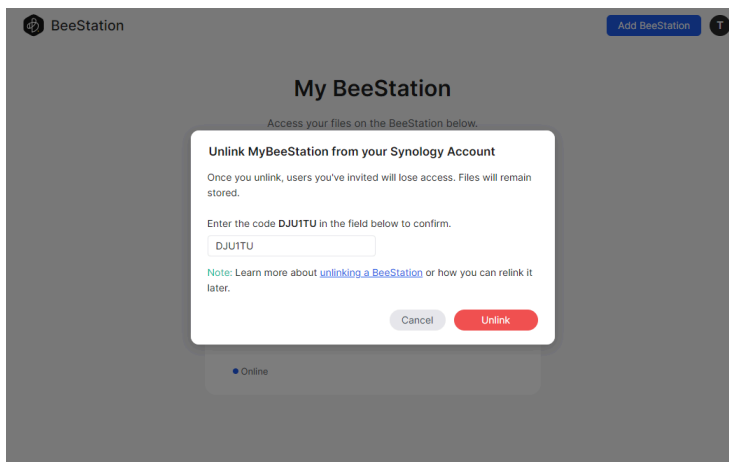 BeeStation
Add BeeStation
T
My BeeStation
Access your files on the BeeStation below.
Unlink MyBeeStation from your Synology Account
Once you unlink, users you've invited will lose access. Files will remain
stored.
Enter the code DJU1TU in the field below to confirm.
DJU1TU
Note: Learn more about unlinking a BeeStation or how you can relink it
later.
Cancel
Unlink
Online